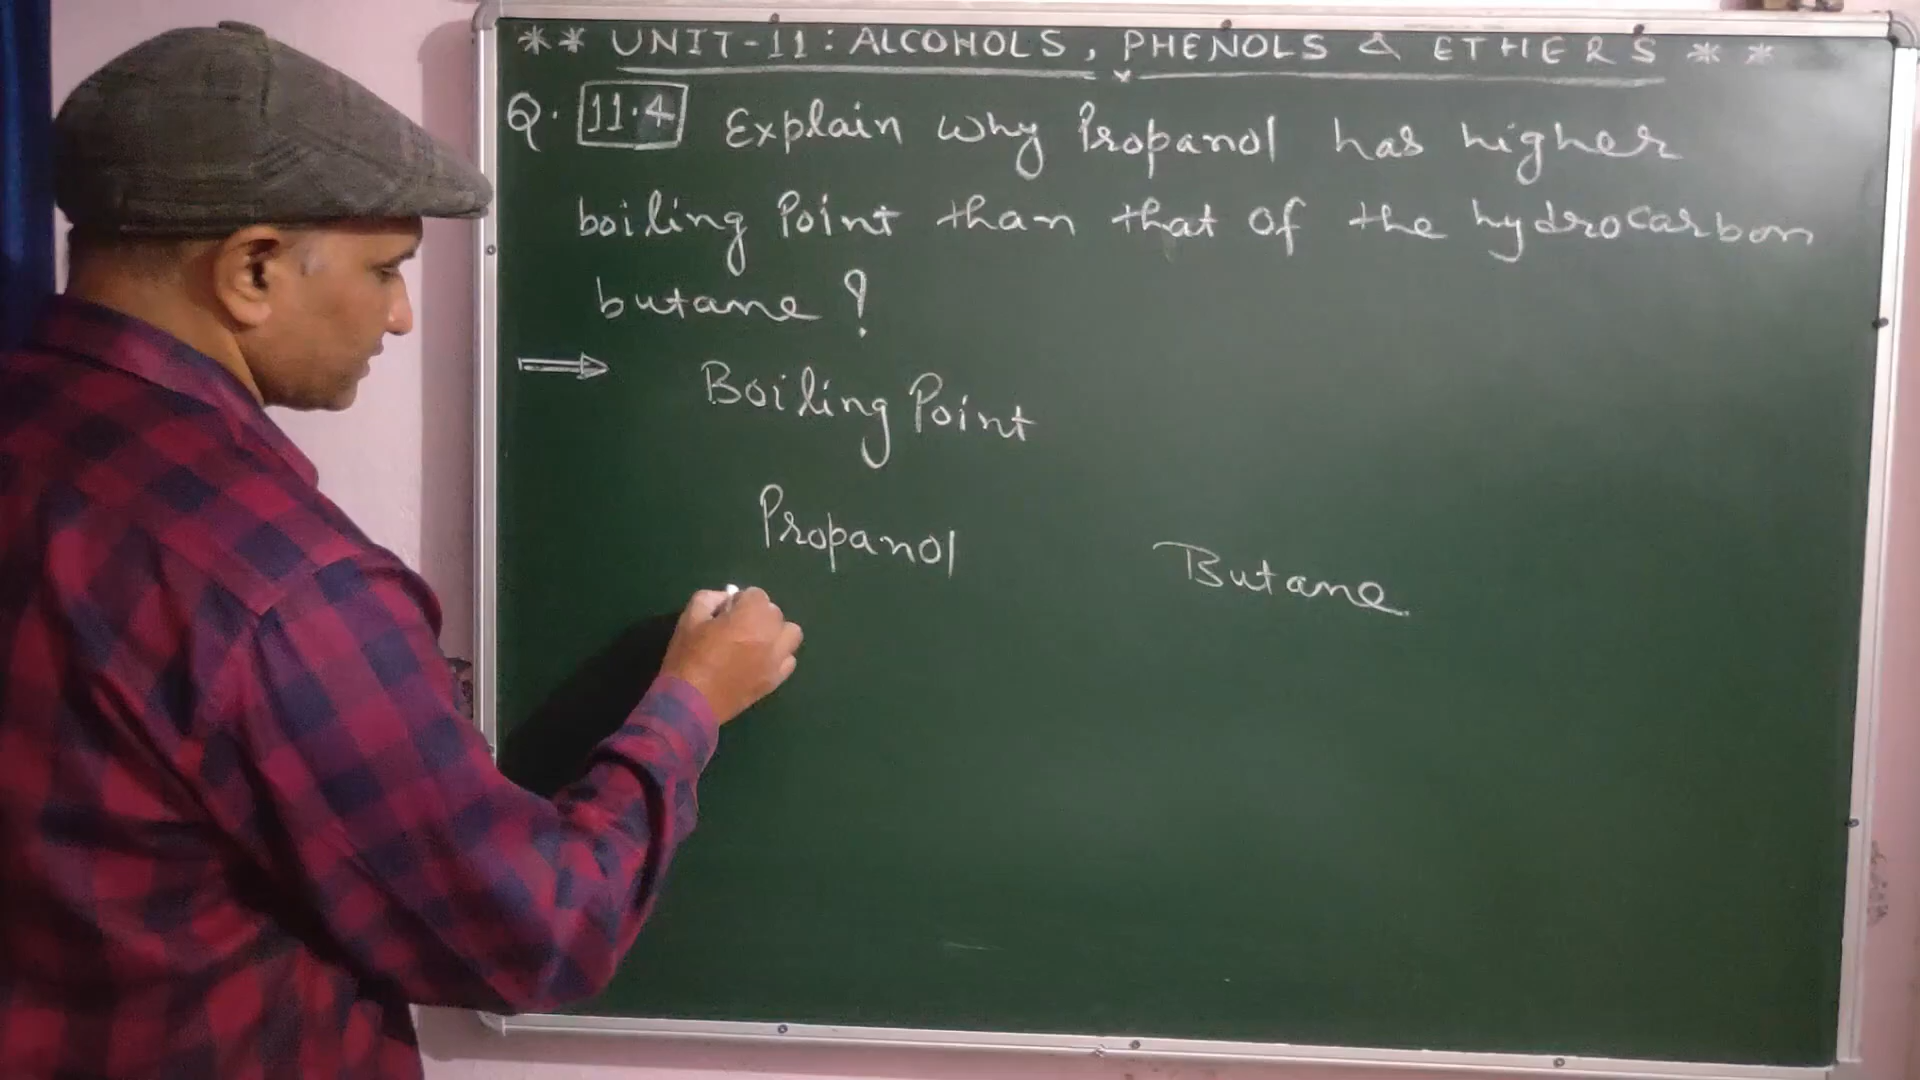 ** UNIT-11: ALCOHOLS, PHENOLS & ETHERS **
Q. 11.4 Explain why Propanol has higher
boiling Point than that of the hydrocarbon
butane?
⇒ Boiling Point
Propanol Butane